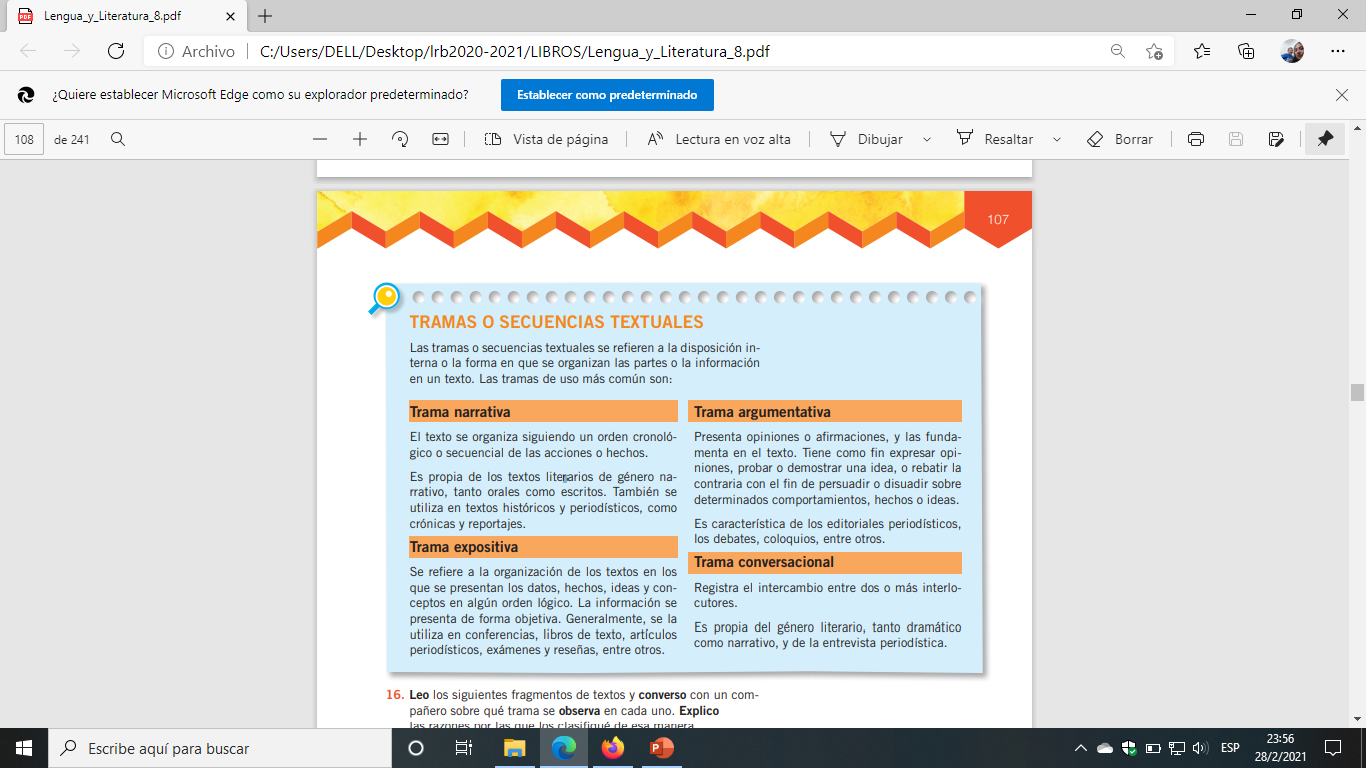 Lengua_y_Literatura_8.pdf
Archivo
C:/Users/DELL/Desktop/lrb2020-2021/LIBROS/Lengua_y_Literatura_8.pdf
¿Quiere establecer Microsoft Edge como su explorador predeterminado?
Establecer como predeterminado
108 de 241
Vista de página
Lectura en voz alta
Dibujar
Resaltar
Borrar
107
TRAMAS O SECUENCIAS TEXTUALES
Las tramas o secuencias textuales se refieren a la disposición in-
terna o la forma en que se organizan las partes o la información
en un texto. Las tramas de uso más común son:
Trama narrativa
El texto se organiza siguiendo un orden cronoló-
gico o secuencial de las acciones o hechos.
Es propia de los textos literarios de género na-
rrativo, tanto orales como escritos. También se
utiliza en textos históricos y periodísticos, como
crónicas y reportajes.
Trama expositiva
Se refiere a la organización de los textos en los
que se presentan los datos, hechos, ideas y con-
ceptos en algún orden lógico. La información se
presenta de forma objetiva. Generalmente, se la
utiliza en conferencias, libros de texto, artículos
periodísticos, exámenes y reseñas, entre otros.
Trama argumentativa
Presenta opiniones o afirmaciones, y las funda-
menta en el texto. Tiene como fin expresar opi-
niones, probar o demostrar una idea, o rebatir la
contraria con el fin de persuadir o disuadir sobre
determinados comportamientos, hechos o ideas.
Es característica de los editoriales periodísticos,
los debates, coloquios, entre otros.
Trama conversacional
Registra el intercambio entre dos o más interlo-
cutores.
Es propia del género literario, tanto dramático
como narrativo, y de la entrevista periodística.
16. Leo los siguientes fragmentos de textos y converso con un com-
pañero sobre qué trama se observa en cada uno. Explico
las razones por las que los clasifiqué de esa manera
Escribe aquí para buscar
ESP
23:56
28/2/2021